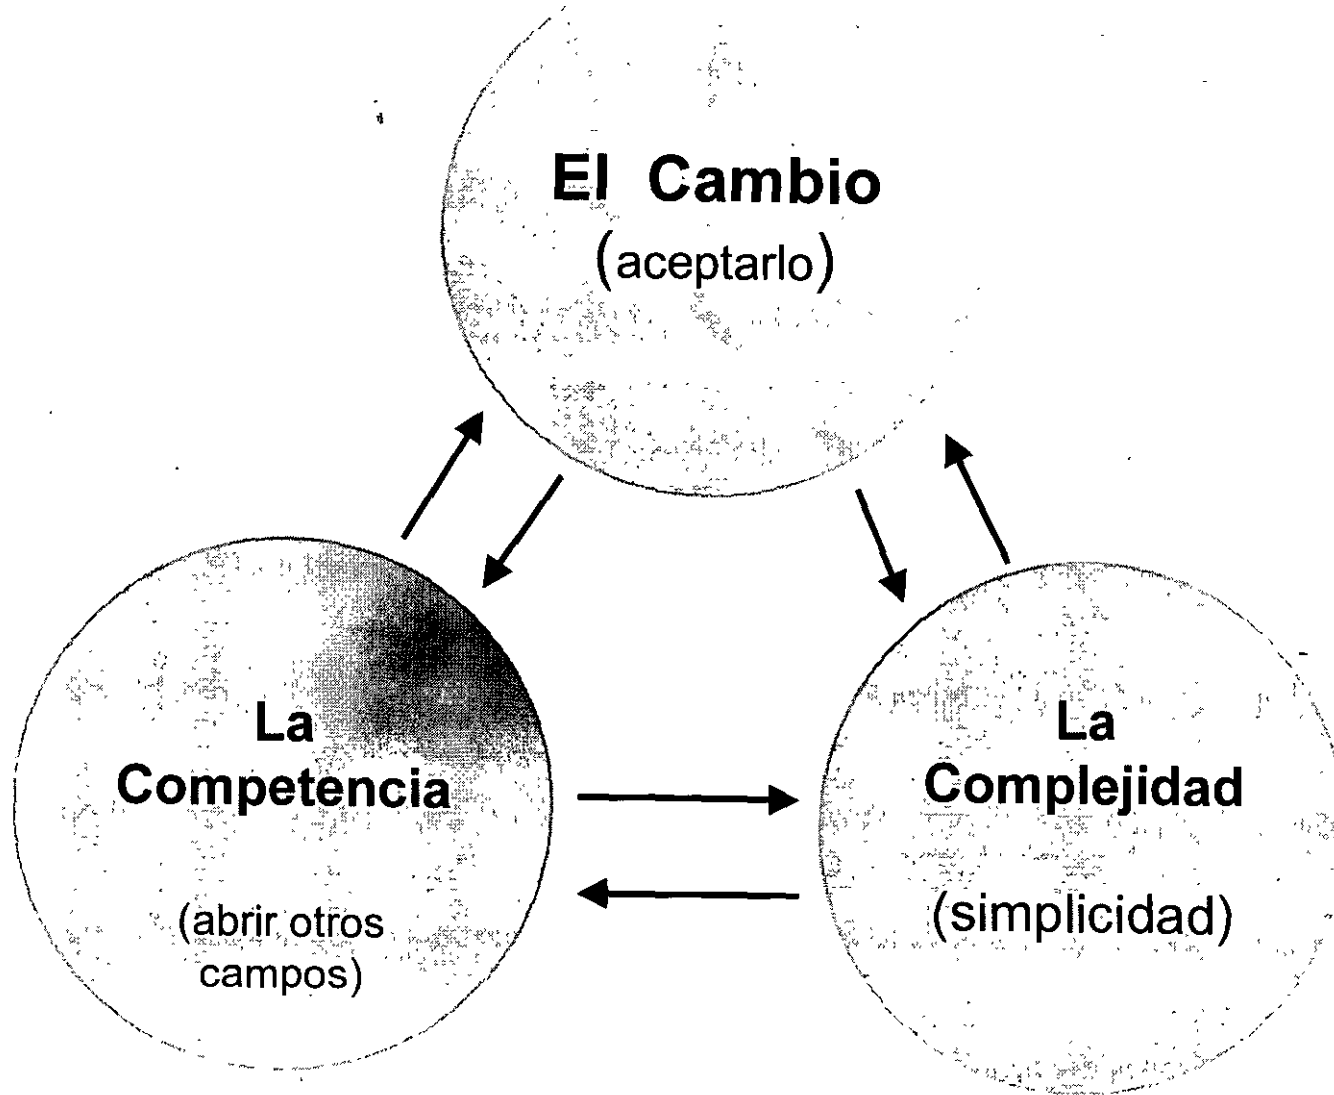 El Cambio
(aceptarlo)
La
Competencia
(abrir otros
campos)
La
Complejidad
(simplicidad)